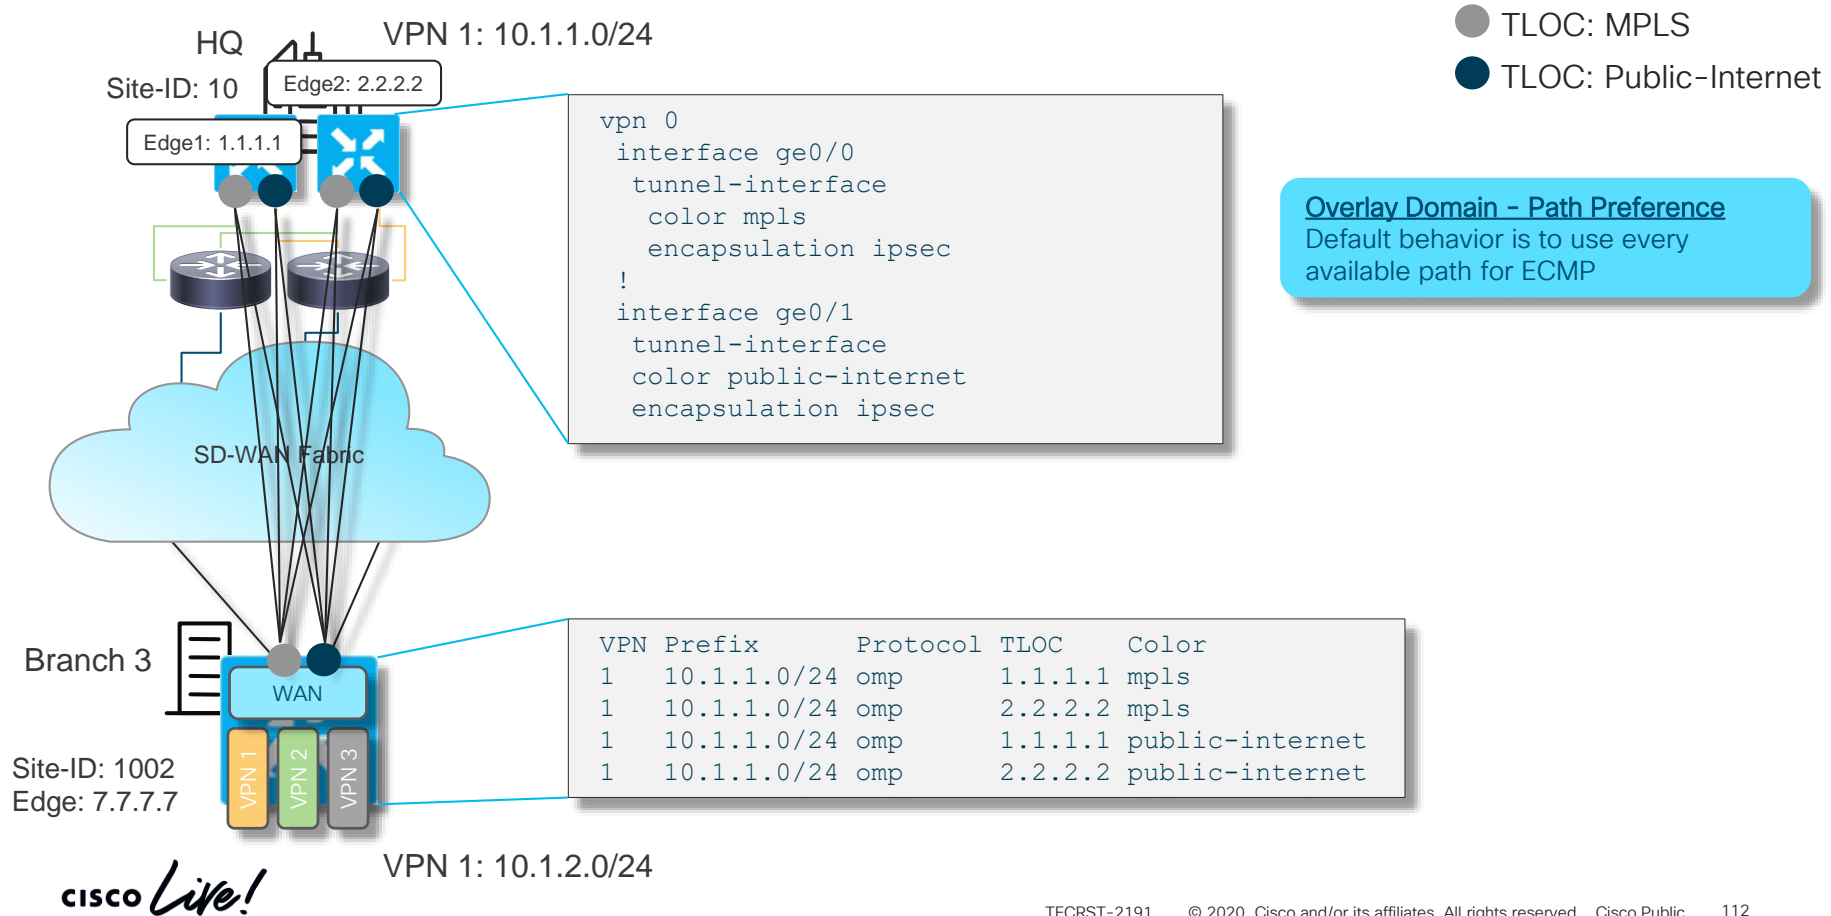 HQ
VPN 1: 10.1.1.0/24
TLOC: MPLS
TLOC: Public-Internet
Site-ID: 10
Edge2: 2.2.2.2
Edge1: 1.1.1.1
vpn 0
interface ge0/0
tunnel-interface
color mpls
encapsulation ipsec
!
interface ge0/1
tunnel-interface
color public-internet
encapsulation ipsec
Overlay Domain - Path Preference
Default behavior is to use every
available path for ECMP
SD-WAN Fabric
Branch 3
WAN
VPN 1
VPN 2
VPN 3
Site-ID: 1002
Edge: 7.7.7.7
VPN Prefix Protocol TLOC Color
1 10.1.1.0/24 omp 1.1.1.1 mpls
1 10.1.1.0/24 omp 2.2.2.2 mpls
1 10.1.1.0/24 omp 1.1.1.1 public-internet
1 10.1.1.0/24 omp 2.2.2.2 public-internet
VPN 1: 10.1.2.0/24
CISCO Live!
TECRST-2191 © 2020 Cisco and/or its affiliates. All rights reserved. Cisco Public 112